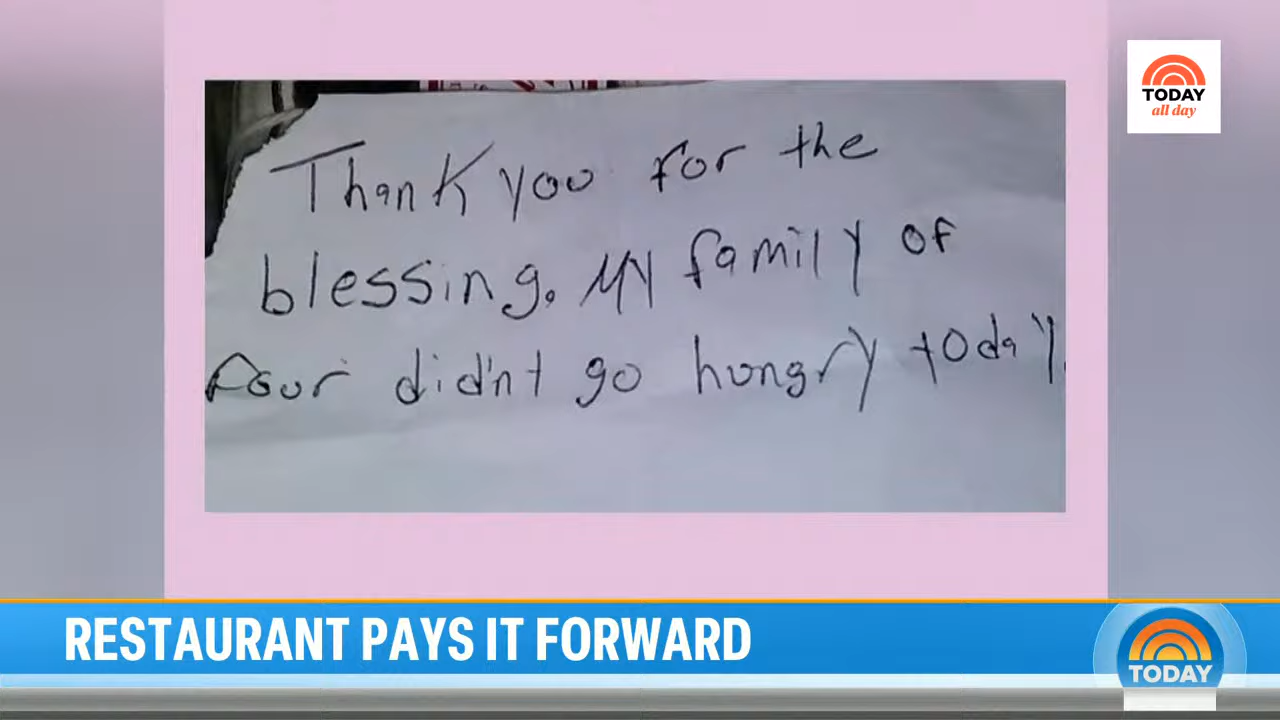 TODAY
all day
Thank you for the
blessing. My family of
four didn't go hungry today.
RESTAURANT PAYS IT FORWARD
TODAY